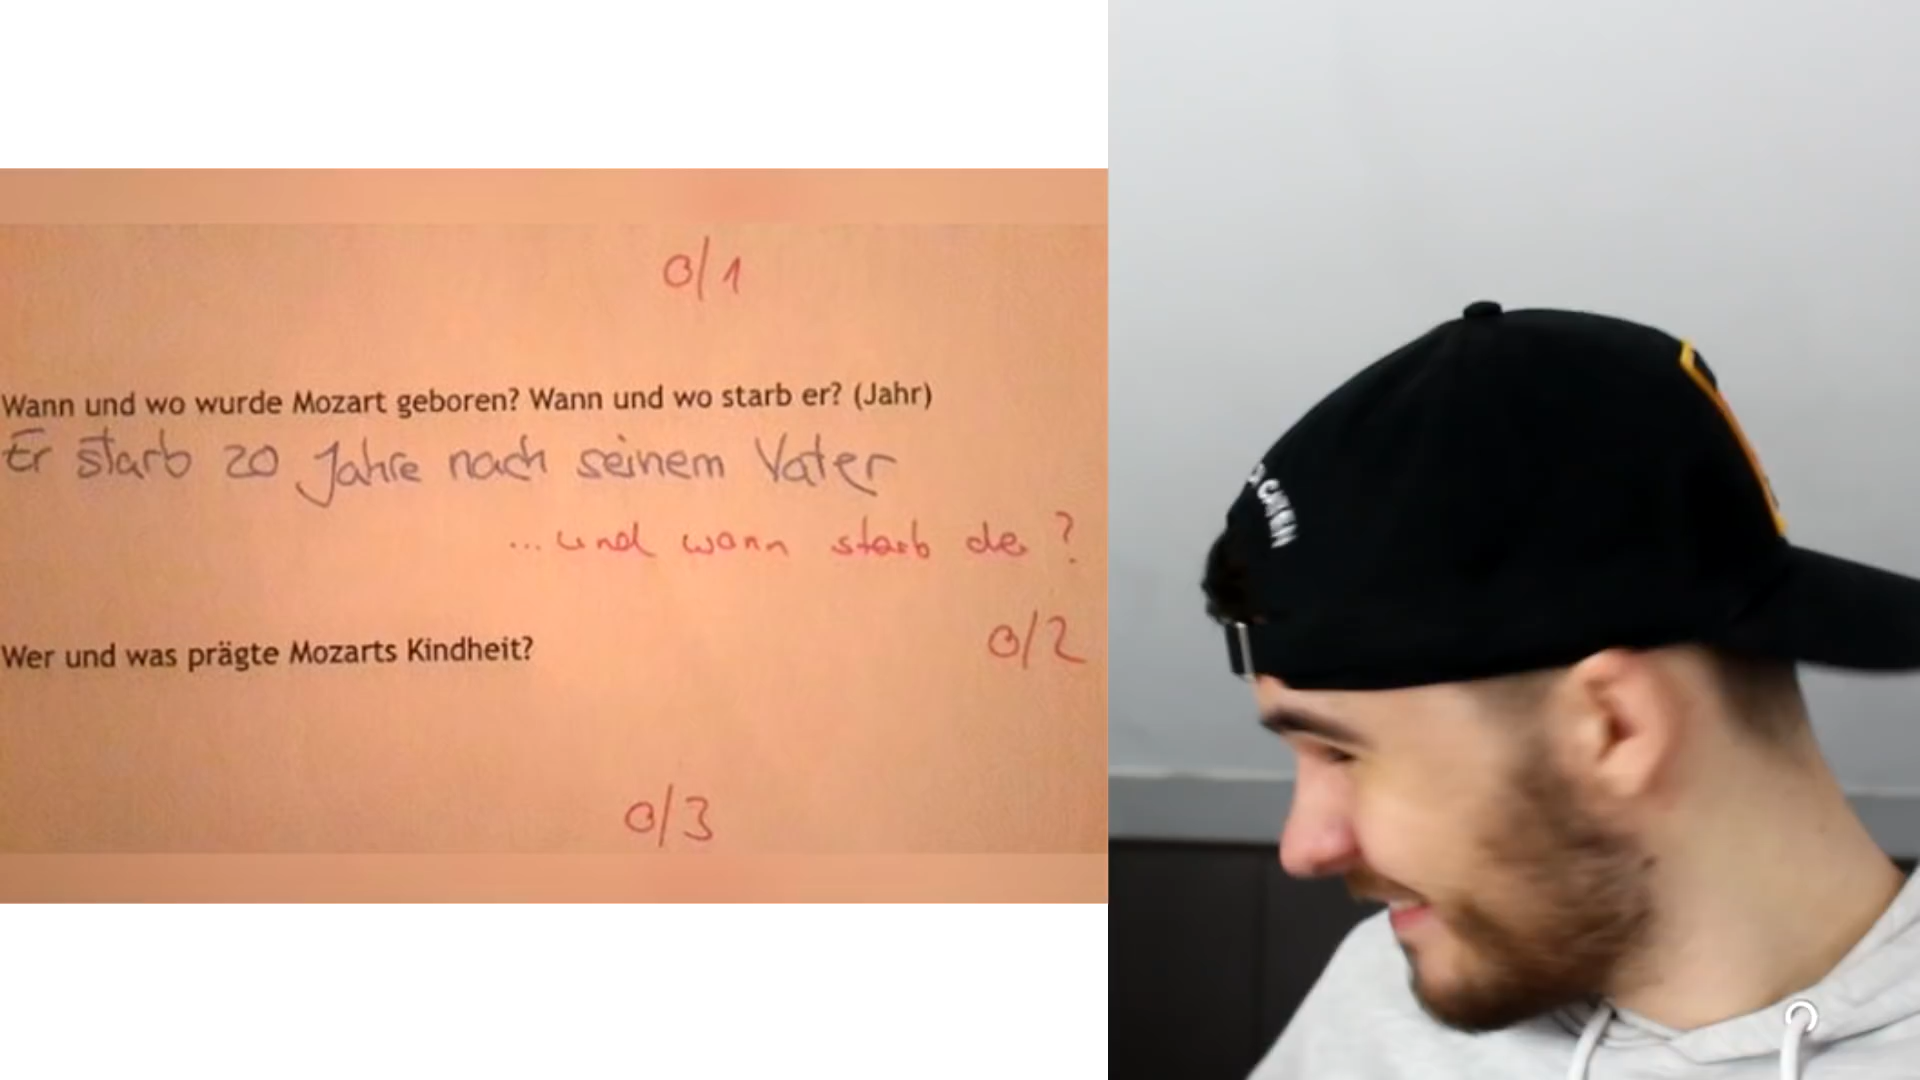 0/1
Wann und wo wurde Mozart geboren? Wann und wo starb er? (Jahr)
Er starb 20 Jahre nach seinem Vater
... und wann starb der?
0/2
Wer und was prägte Mozarts Kindheit?
0/3